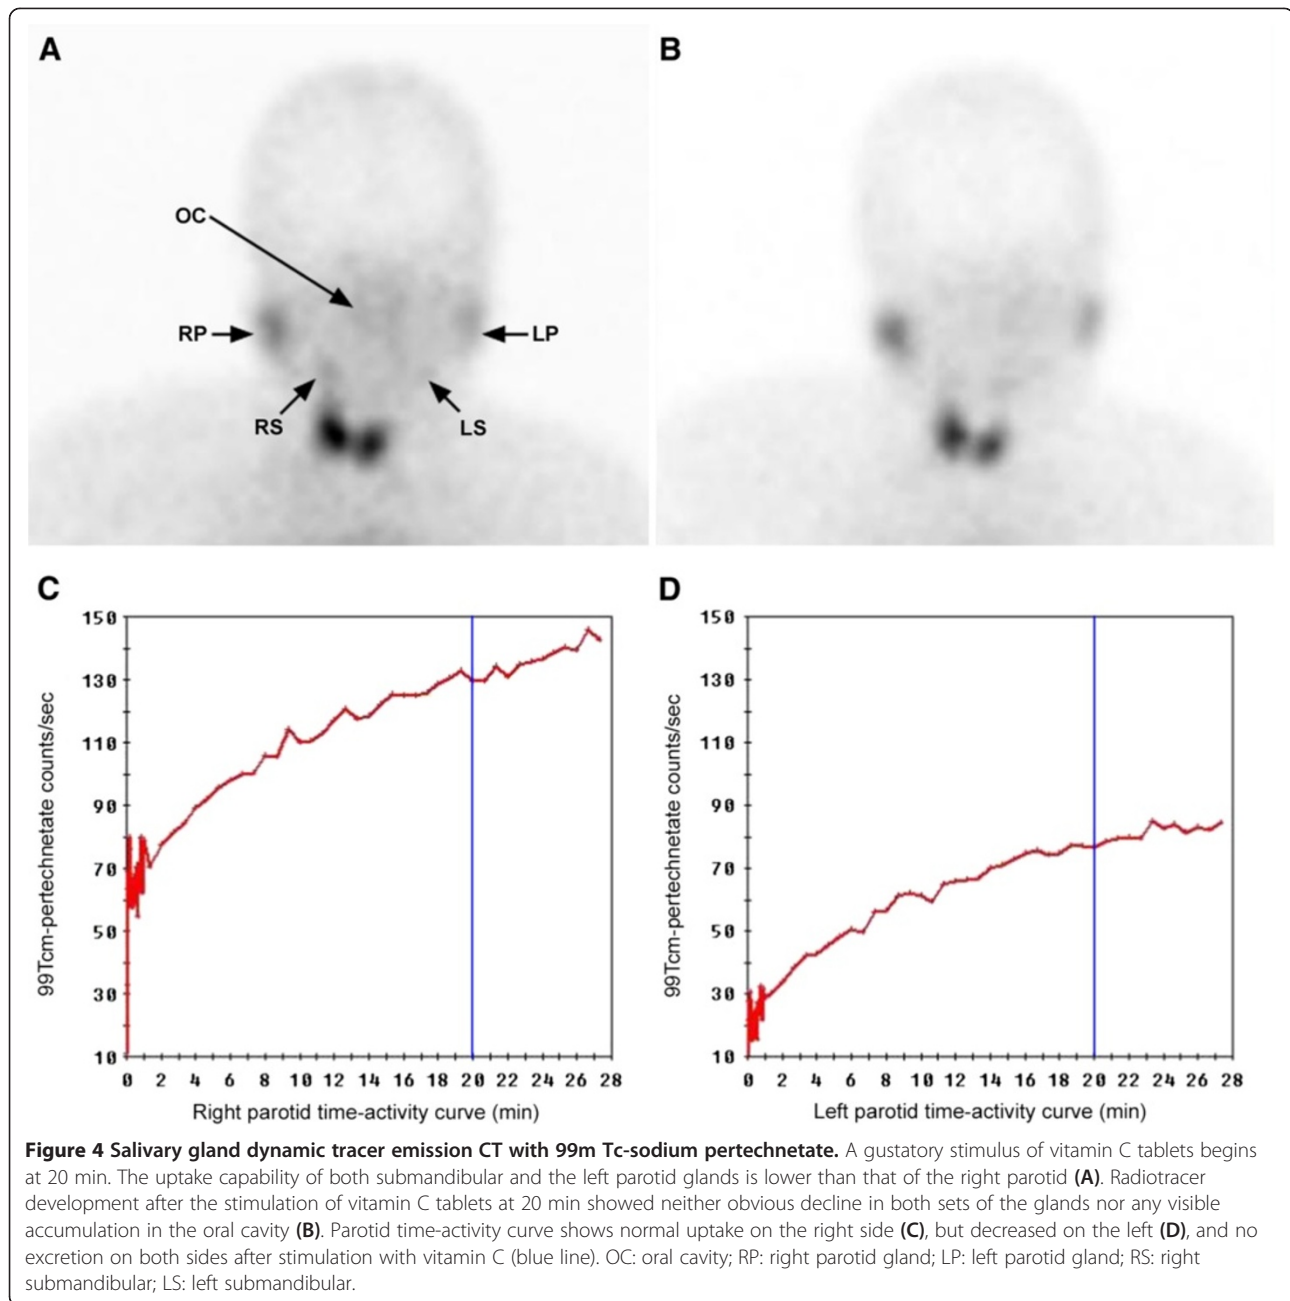 A
B
OC
RP
LP
RS
LS
C
D
150
130
110
90
70
50
30
10
99Tcm-pertechnetate counts/sec
0 2 4 6 8 10 12 14 16 18 20 22 24 26 28
Right parotid time-activity curve (min)
150
130
110
90
70
50
30
10
99Tcm-pertechnetate counts/sec
0 2 4 6 8 10 12 14 16 18 20 22 24 26 28
Left parotid time-activity curve (min)
Figure 4 Salivary gland dynamic tracer emission CT with 99m Tc-sodium pertechnetate. A gustatory stimulus of vitamin C tablets begins
at 20 min. The uptake capability of both submandibular and the left parotid glands is lower than that of the right parotid (A). Radiotracer
development after the stimulation of vitamin C tablets at 20 min showed neither obvious decline in both sets of the glands nor any visible
accumulation in the oral cavity (B). Parotid time-activity curve shows normal uptake on the right side (C), but decreased on the left (D), and no
excretion on both sides after stimulation with vitamin C (blue line). OC: oral cavity; RP: right parotid gland; LP: left parotid gland; RS: right
submandibular; LS: left submandibular.